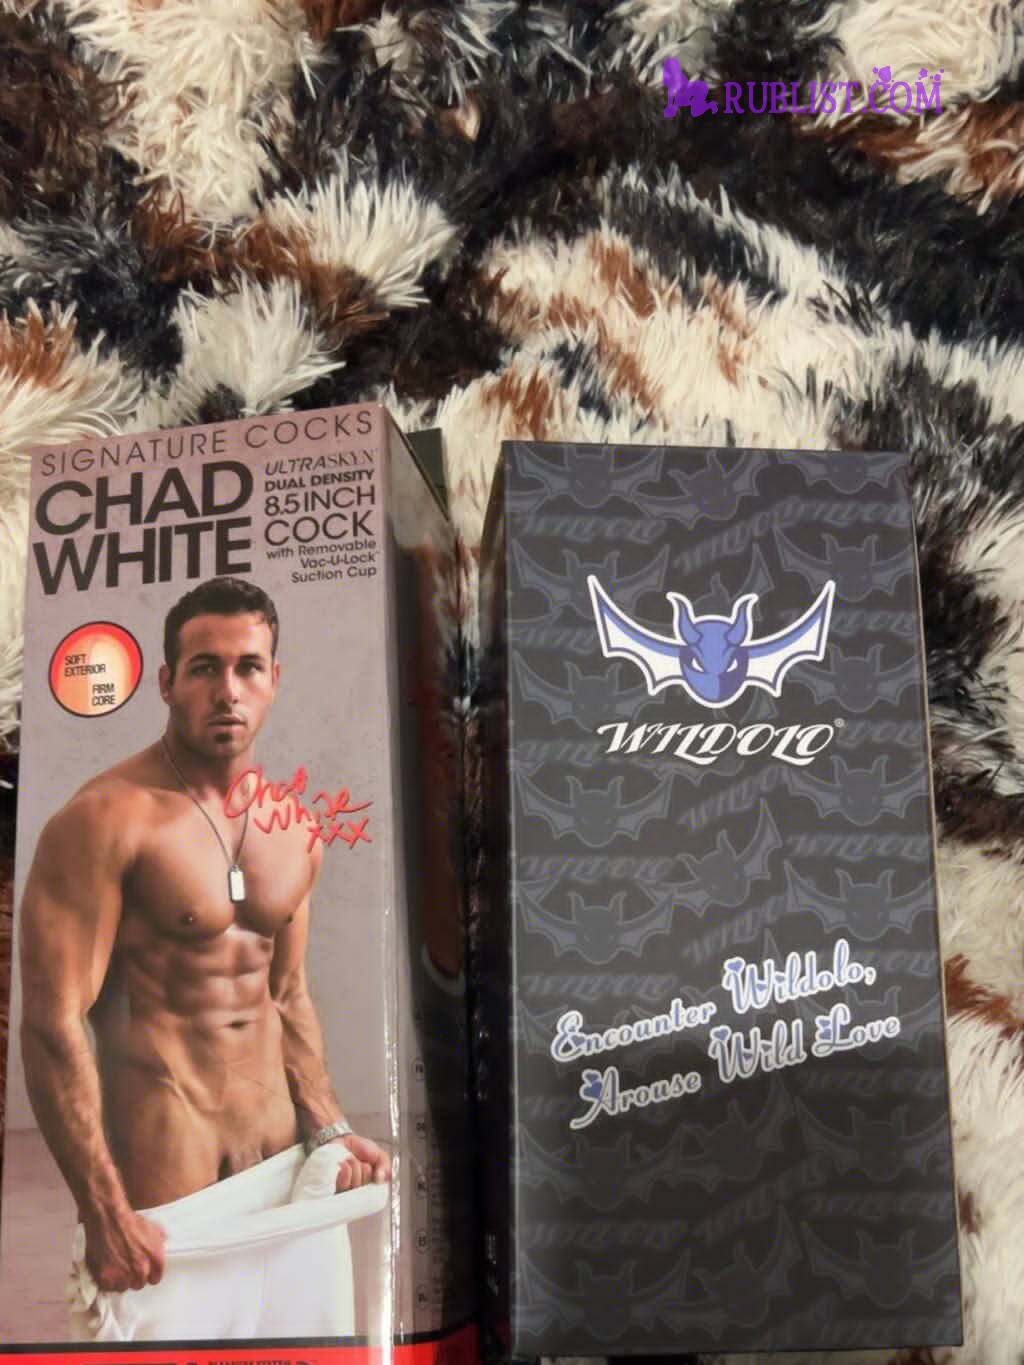 RUBLIST.COM
SIGNATURE COCKS
CHAD
WHITE
ULTRASKYN
DUAL DENSITY
8.5 INCH
COCK
with Removable
Vac-U-Lock™
Suction Cup
SOFT
EXTERIOR
FIRM
CORE
Chad
White
XXX
WILDOLO®
Encounter Wildolo,
Arouse Wild Love